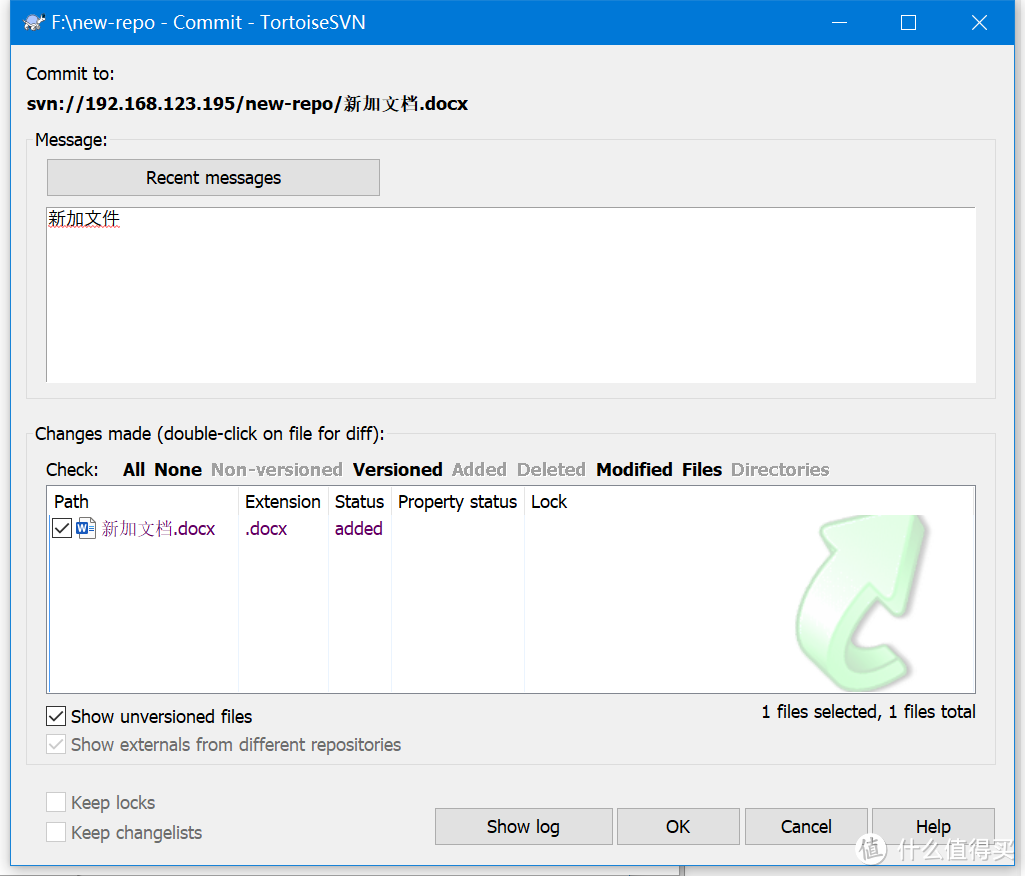 F:\new-repo - Commit - TortoiseSVN
Commit to:
svn://192.168.123.195/new-repo/新加文档.docx
Message:
Recent messages
新加文件
Changes made (double-click on file for diff):
Check: All None Non-versioned Versioned Added Deleted Modified Files Directories
Path Extension Status Property status Lock
新加文档.docx .docx added
Show unversioned files
1 files selected, 1 files total
Show externals from different repositories
Keep locks
Keep changelists
Show log OK Cancel Help
值 什么值得买